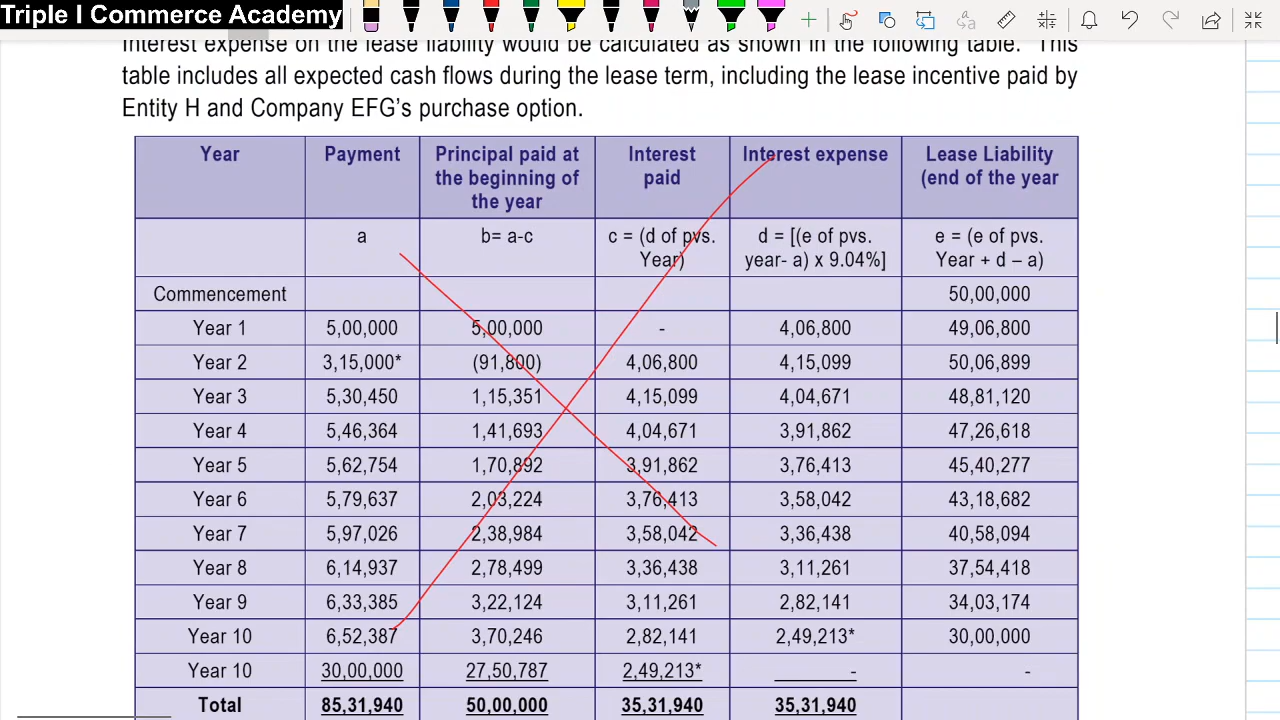 Triple I Commerce Academy
Interest expense on the lease liability would be calculated as shown in the following table. This
table includes all expected cash flows during the lease term, including the lease incentive paid by
Entity H and Company EFG's purchase option.
Year Payment Principal paid at the beginning of the year Interest paid Interest expense Lease Liability (end of the year
a b= a-c c = (d of pvs. Year) d = [(e of pvs. year- a) x 9.04%] e = (e of pvs. Year + d – a)
Commencement 50,00,000
Year 1 5,00,000 5,00,000 - 4,06,800 49,06,800
Year 2 3,15,000* (91,800) 4,06,800 4,15,099 50,06,899
Year 3 5,30,450 1,15,351 4,15,099 4,04,671 48,81,120
Year 4 5,46,364 1,41,693 4,04,671 3,91,862 47,26,618
Year 5 5,62,754 1,70,892 3,91,862 3,76,413 45,40,277
Year 6 5,79,637 2,03,224 3,76,413 3,58,042 43,18,682
Year 7 5,97,026 2,38,984 3,58,042 3,36,438 40,58,094
Year 8 6,14,937 2,78,499 3,36,438 3,11,261 37,54,418
Year 9 6,33,385 3,22,124 3,11,261 2,82,141 34,03,174
Year 10 6,52,387 3,70,246 2,82,141 2,49,213* 30,00,000
Year 10 30,00,000 27,50,787 2,49,213* - -
Total 85,31,940 50,00,000 35,31,940 35,31,940